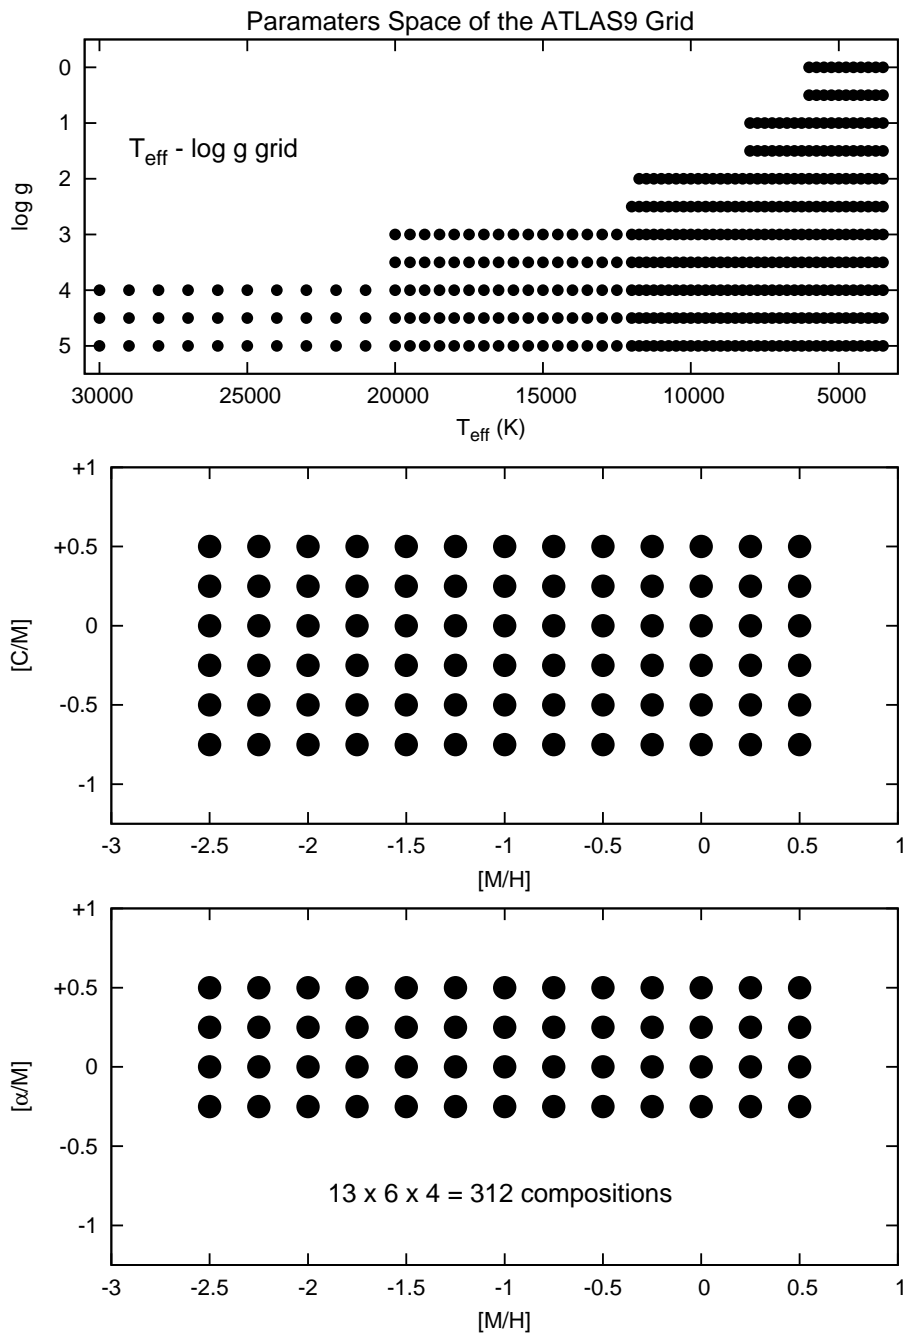 Paramaters Space of the ATLAS9 Grid
0
1
2
3
4
5
log g
Teff - log g grid
30000 25000 20000 15000 10000 5000
Teff (K)
+1
+0.5
0
-0.5
-1
[C/M]
-3 -2.5 -2 -1.5 -1 -0.5 0 0.5 1
[M/H]
+1
+0.5
0
-0.5
-1
[α/M]
13 x 6 x 4 = 312 compositions
-3 -2.5 -2 -1.5 -1 -0.5 0 0.5 1
[M/H]